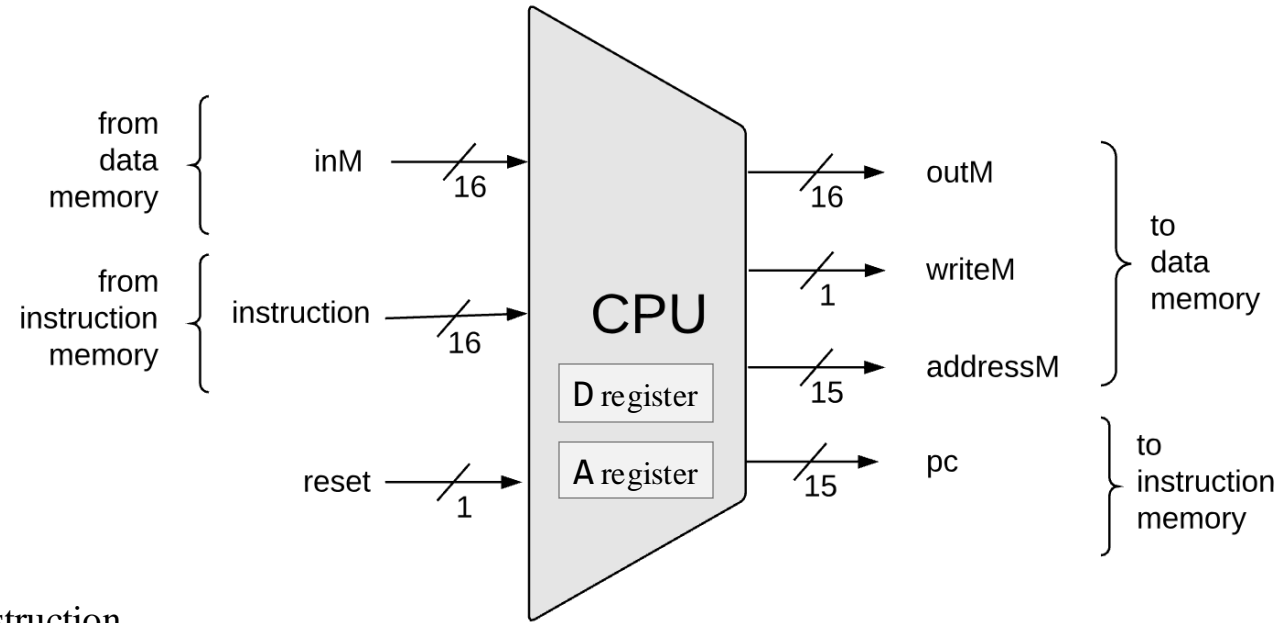 from
data
memory
inM
16
from
instruction
memory
instruction
16
reset
1
CPU
D register
A register
16
outM
1
writeM
15
addressM
to
data
memory
15
pc
to
instruction
memory
struction